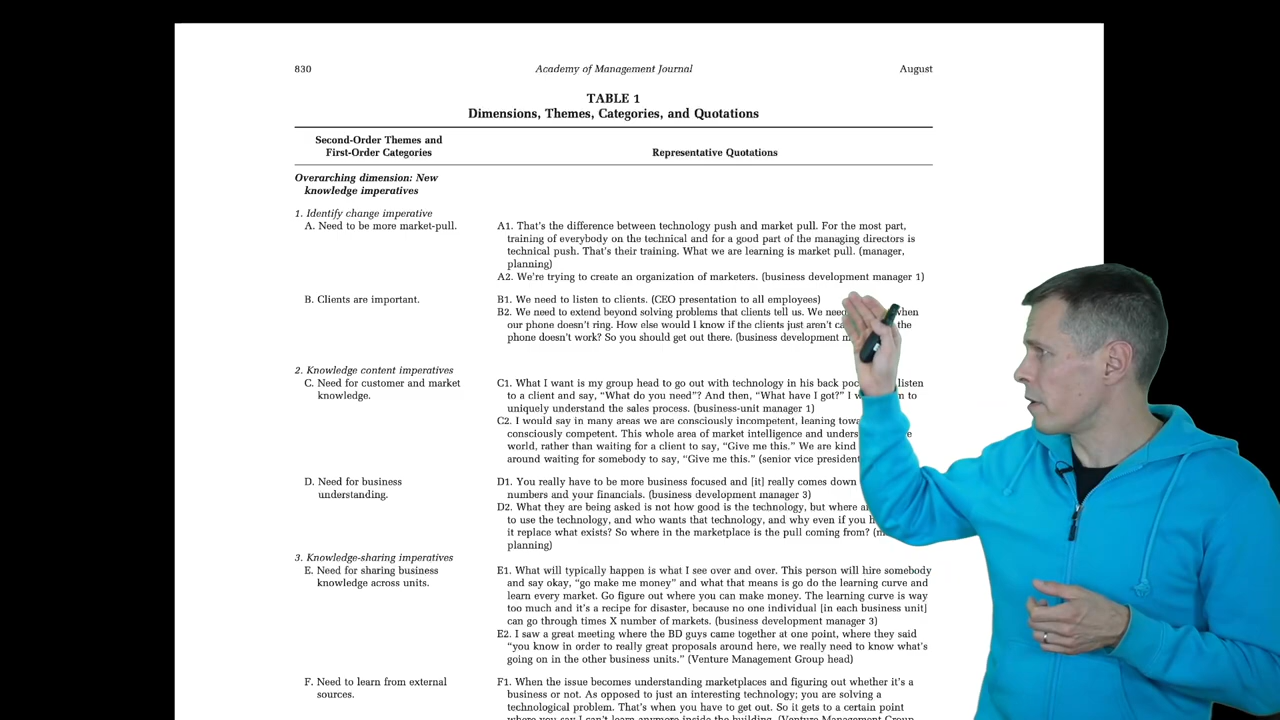 830
Academy of Management Journal
August
TABLE 1
Dimensions, Themes, Categories, and Quotations
Second-Order Themes and
First-Order Categories
Representative Quotations
Overarching dimension: New
knowledge imperatives
1. Identify change imperative
A. Need to be more market-pull.
A1. That's the difference between technology push and market pull. For the most part,
training of everybody on the technical and for a good part of the managing directors is
technical push. That's their training. What we are learning is market pull. (manager,
planning)
A2. We're trying to create an organization of marketers. (business development manager 1)
B. Clients are important.
B1. We need to listen to clients. (CEO presentation to all employees)
B2. We need to extend beyond solving problems that clients tell us. We when
our phone doesn't ring. How else would I know if the clients just aren't the
phone doesn't work? So you should get out there. (business development
2. Knowledge content imperatives
C. Need for customer and market
knowledge.
C1. What I want is my group head to go out with technology in his back listen
to a client and say, “What do you need”? And then, “What have I got?” I to
uniquely understand the sales process. (business-unit manager 1)
C2. I would say in many areas we are consciously incompetent, leaning
consciously competent. This whole area of market intelligence and
world, rather than waiting for a client to say, “Give me this.” We are kind
around waiting for somebody to say, “Give me this.” (senior vice president
D. Need for business
understanding.
D1. You really have to be more business focused and [it] really comes down
numbers and your financials. (business development manager 3)
D2. What they are being asked is not how good is the technology, but where
to use the technology, and who wants that technology, and why even if you
it replace what exists? So where in the marketplace is the pull coming from?
planning)
3. Knowledge-sharing imperatives
E. Need for sharing business
knowledge across units.
E1. What will typically happen is what I see over and over. This person will hire somebody
and say okay, “go make me money” and what that means is go do the learning curve and
learn every market. Go figure out where you can make money. The learning curve is way
too much and it's a recipe for disaster, because no one individual [in each business unit]
can go through times X number of markets. (business development manager 3)
E2. I saw a great meeting where the BD guys came together at one point, where they said
“you know in order to really great proposals around here, we really need to know what's
going on in the other business units.” (Venture Management Group head)
F. Need to learn from external
sources.
F1. When the issue becomes understanding marketplaces and figuring out whether it's a
business or not. As opposed to just an interesting technology; you are solving a
technological problem. That's when you have to get out. So it gets to a certain point
where you say I can't learn anymore inside the building. (Venture Management Group